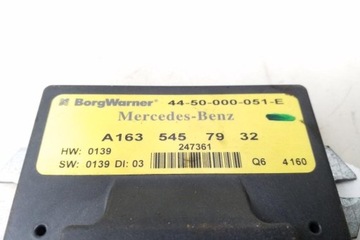 BorgWarner 44-50-000-051-E
Mercedes-Benz
A163 545 79 32
HW: 0139 247361
SW: 0139 DI: 03 Q6 4160